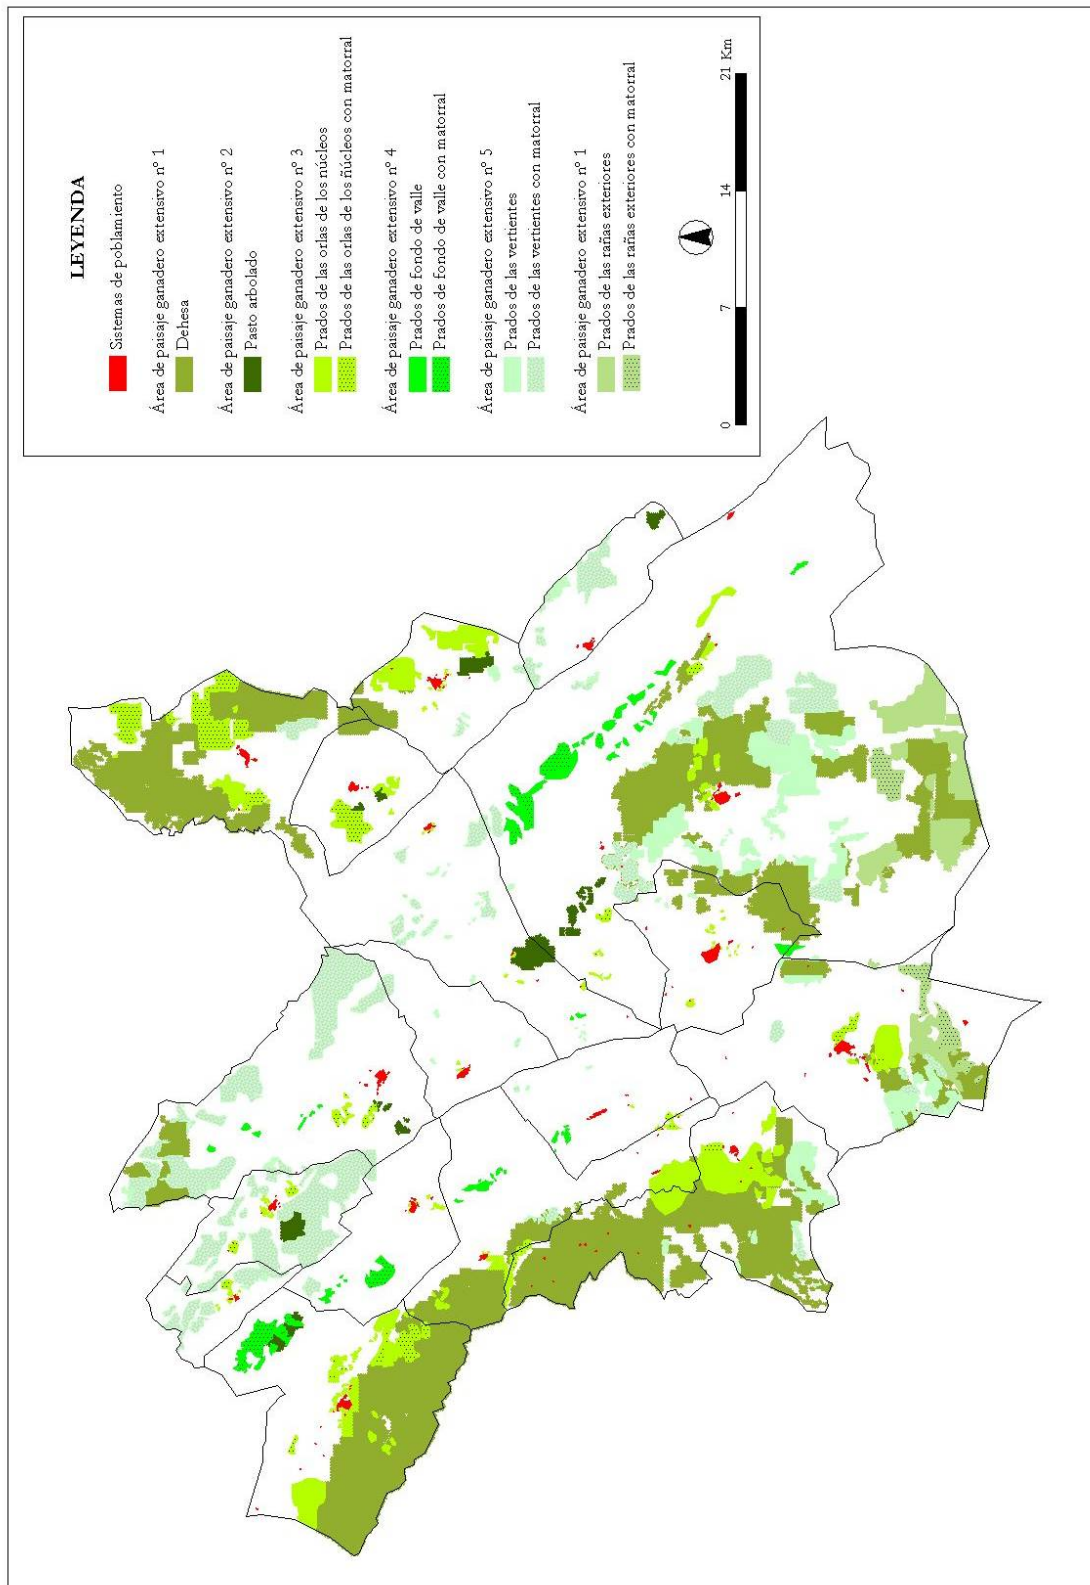 LEYENDA
Sistemas de poblamiento
Área de paisaje ganadero extensivo nº 1
Dehesa
Área de paisaje ganadero extensivo nº 2
Pasto arbolado
Área de paisaje ganadero extensivo nº 3
Prados de las orlas de los núcleos
Prados de las orlas de los ñúcleos con matorral
Área de paisaje ganadero extensivo nº 4
Prados de fondo de valle
Prados de fondo de valle con matorral
Área de paisaje ganadero extensivo nº 5
Prados de las vertientes
Prados de las vertientes con matorral
Área de paisaje ganadero extensivo nº 1
Prados de las rañas exteriores
Prados de las rañas exteriores con matorral
0 7 14 21 Km